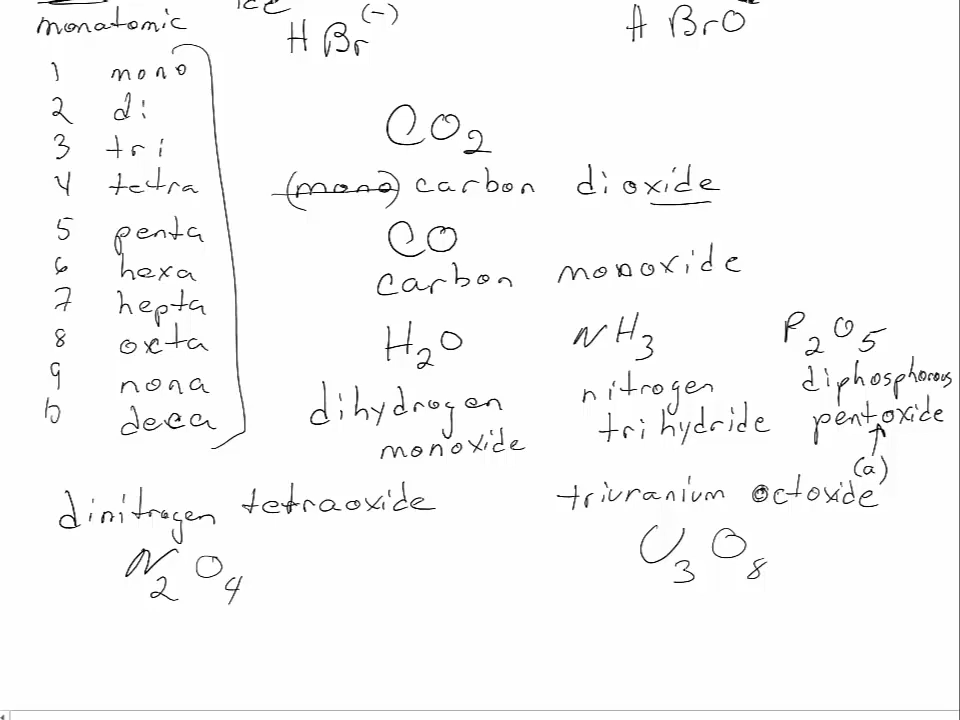 monatomic
H Br (-)
H BrO
1 mono
2 di
3 tri
4 tetra
5 penta
6 hexa
7 hepta
8 oxta
9 nona
10 deca
CO2
(mono) carbon dioxide
CO
carbon monoxide
H2O
dihydrogen
monoxide
NH3
nitrogen
trihydride
P2O5
diphosphorous
pentoxide
(a)
dinitrogen tetraoxide
N2O4
triuranium octoxide
U3O8